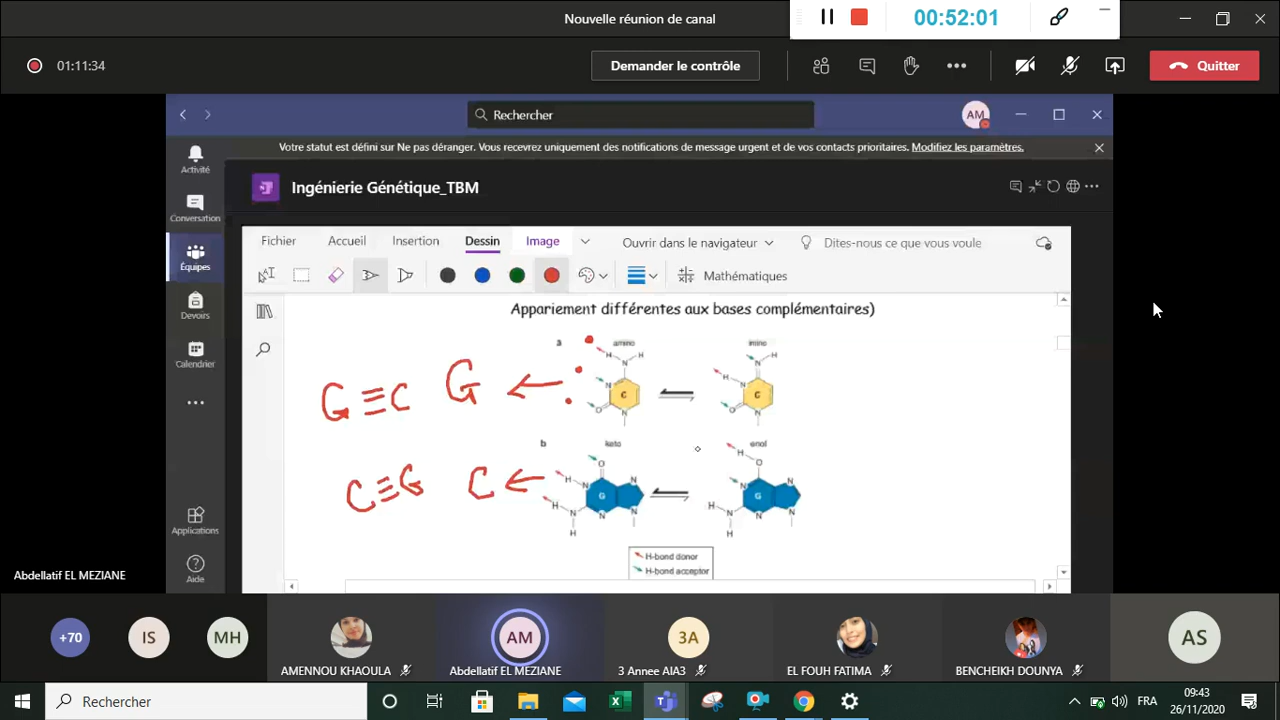 Nouvelle réunion de canal
00:52:01
01:11:34
Demander le contrôle
Quitter
Rechercher
AM
Votre statut est défini sur Ne pas déranger. Vous recevrez uniquement des notifications de message urgent et de vos contacts prioritaires. Modifiez les paramètres.
Activité
Conversation
Équipes
Devoirs
Calendrier
Applications
Aide
Ingénierie Génétique_TBM
Fichier Accueil Insertion Dessin Image Ouvrir dans le navigateur Dites-nous ce que vous voule
Mathématiques
Appariement différentes aux bases complémentaires)
a amino imino
H N H N H
G≡C G ← N C H N C
O N O N
b keto enol
H
O O
C≡G C ← H N N N N
G G
H N N N H N N N
H H
H-bond donor
H-bond acceptor
Abdellatif EL MEZIANE
+70 IS MH AM 3A AS
AMENNOU KHAOULA Abdellatif EL MEZIANE 3 Annee AIA3 EL FOUH FATIMA BENCHEIKH DOUNYA
Rechercher
FRA
09:43
26/11/2020